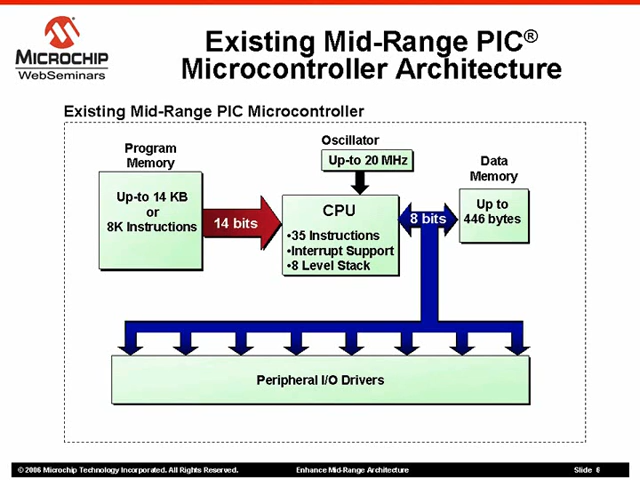 MICROCHIP
WebSeminars
Existing Mid-Range PIC®
Microcontroller Architecture
Existing Mid-Range PIC Microcontroller
Program
Memory
Up-to 14 KB
or
8K Instructions
14 bits
Oscillator
Up-to 20 MHz
CPU
•35 Instructions
•Interrupt Support
•8 Level Stack
8 bits
Data
Memory
Up to
446 bytes
Peripheral I/O Drivers
© 2006 Microchip Technology Incorporated. All Rights Reserved.
Enhance Mid-Range Architecture
Slide 6